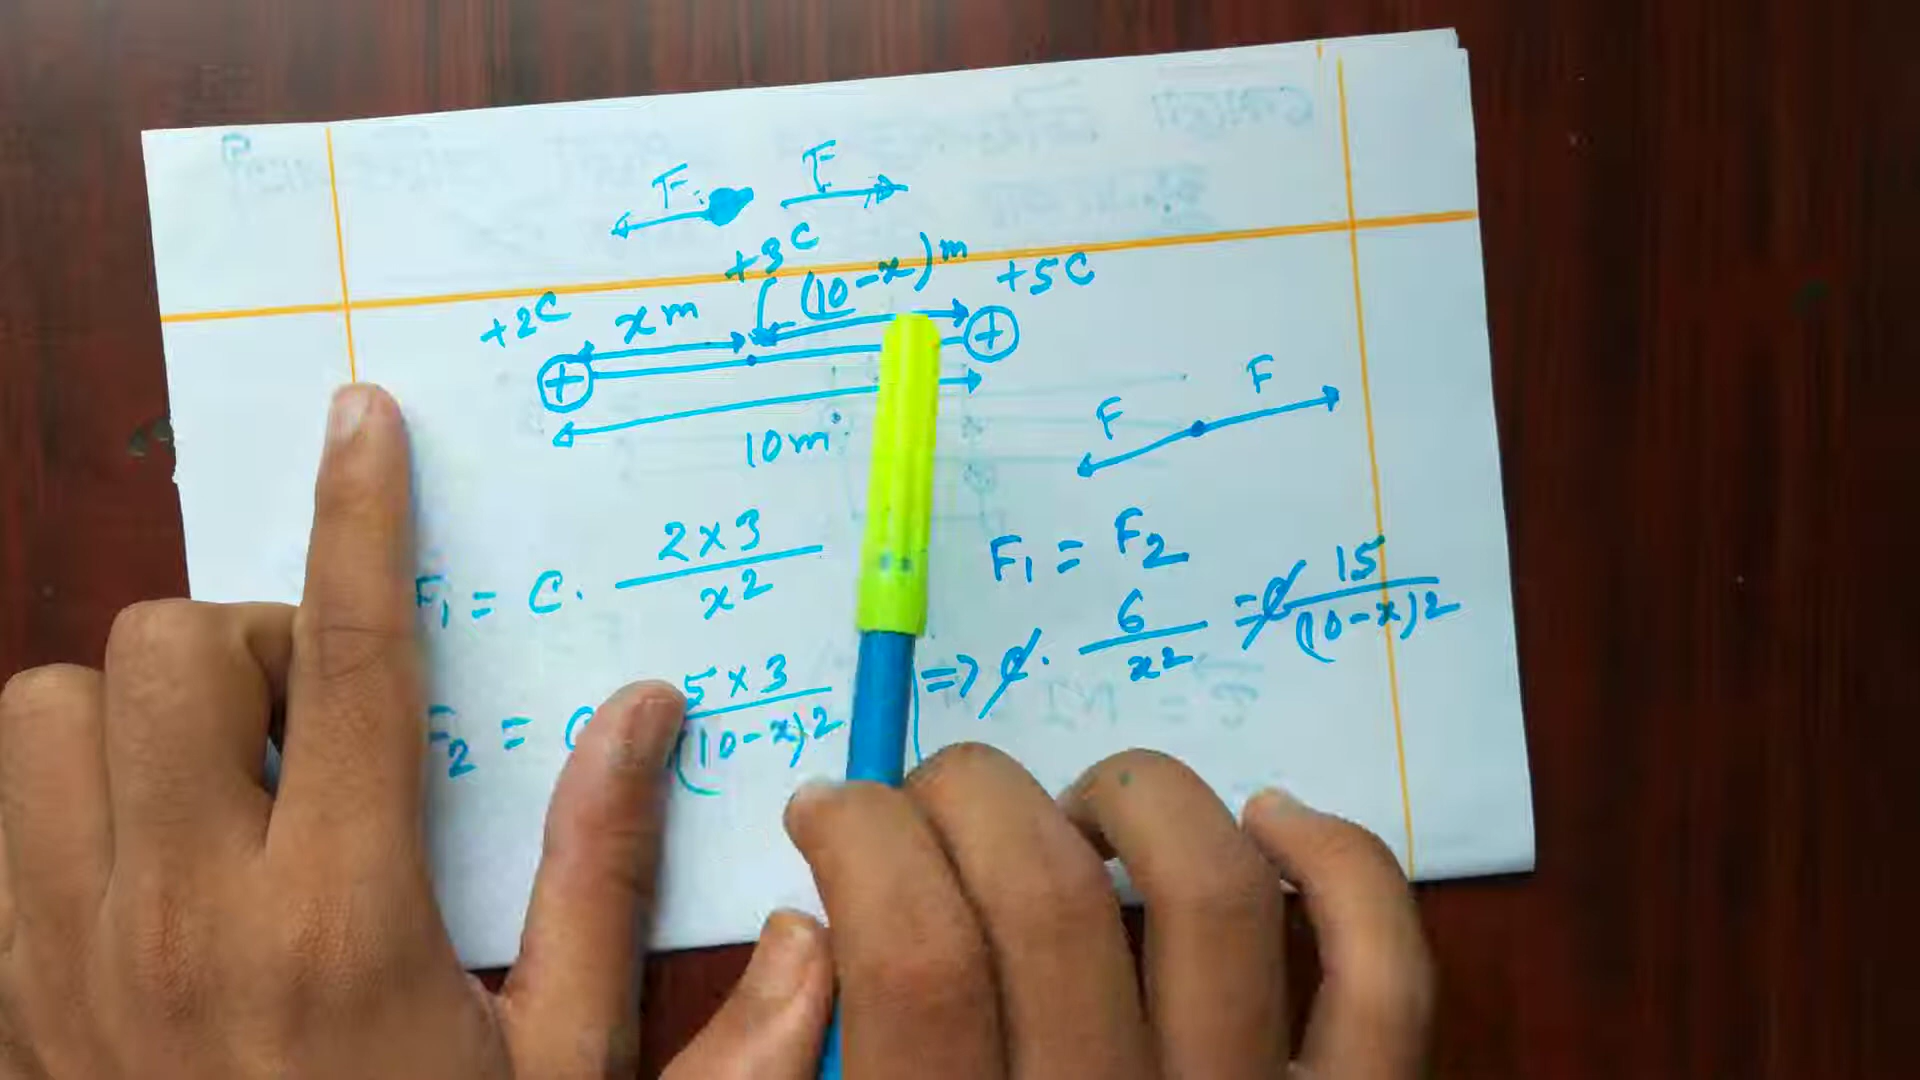 F F
+3C
+2C x m (10-x) m +5C
10m
F F
F₁ = C. 2×3/x²
F₂ = C 5×3/(10-x)²
F₁ = F₂
=> C. 6/x² = C 15/(10-x)²